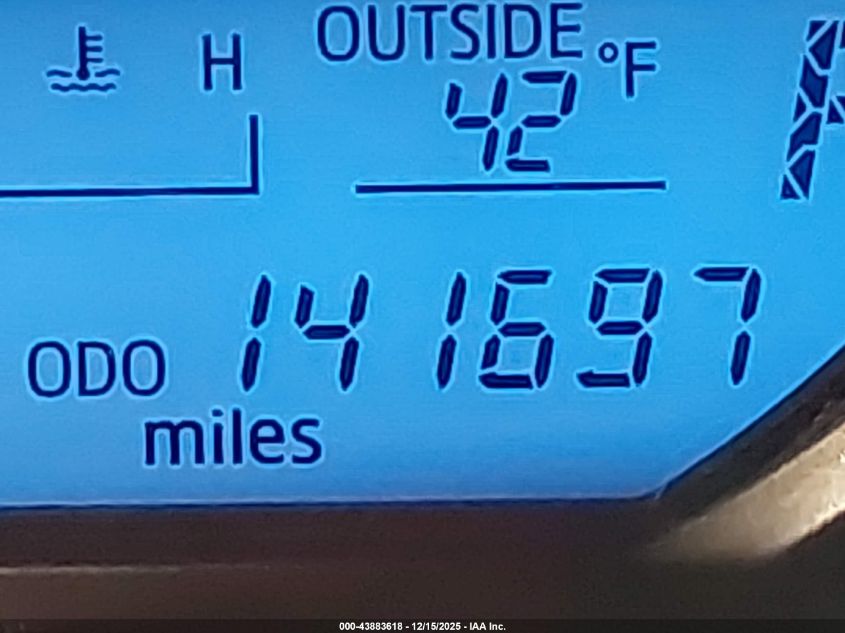 H
OUTSIDE
42 °F
ODO 141697
miles
000-43883618 - 12/15/2025 - IAA Inc.